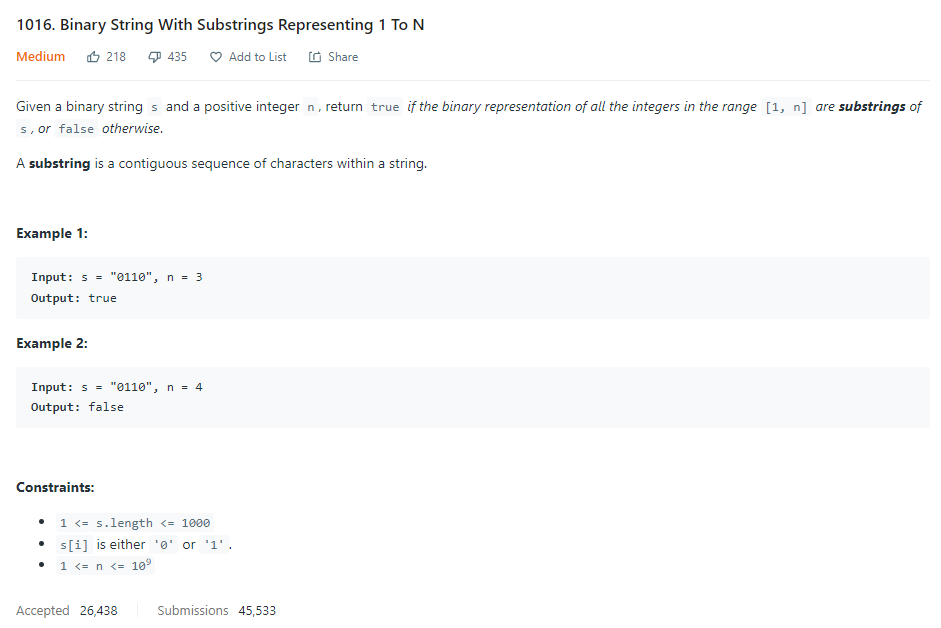 1016. Binary String With Substrings Representing 1 To N
Medium 218 435 Add to List Share
Given a binary string s and a positive integer n, return true if the binary representation of all the integers in the range [1, n] are substrings of
s, or false otherwise.
A substring is a contiguous sequence of characters within a string.
Example 1:
Input: s = "0110", n = 3
Output: true
Example 2:
Input: s = "0110", n = 4
Output: false
Constraints:
• 1 <= s.length <= 1000
• s[i] is either '0' or '1'.
• 1 <= n <= 10⁹
Accepted 26,438 Submissions 45,533